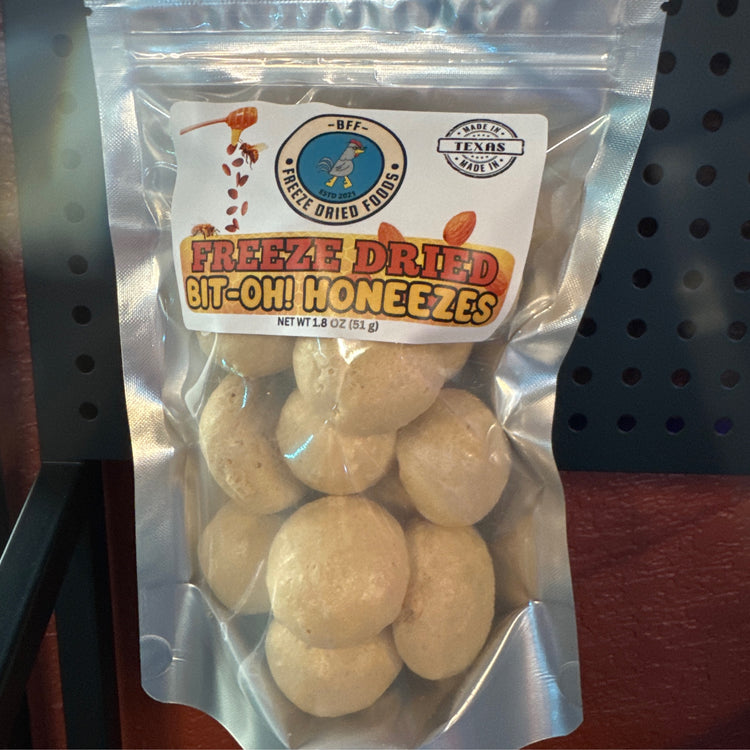 -BFF-
FREEZE DRIED FOODS
ESTD 2021
MADE IN
TEXAS
MADE IN
FREEZE DRIED
BIT-OH! HONEEZES
NET WT 1.8 OZ (51 g)